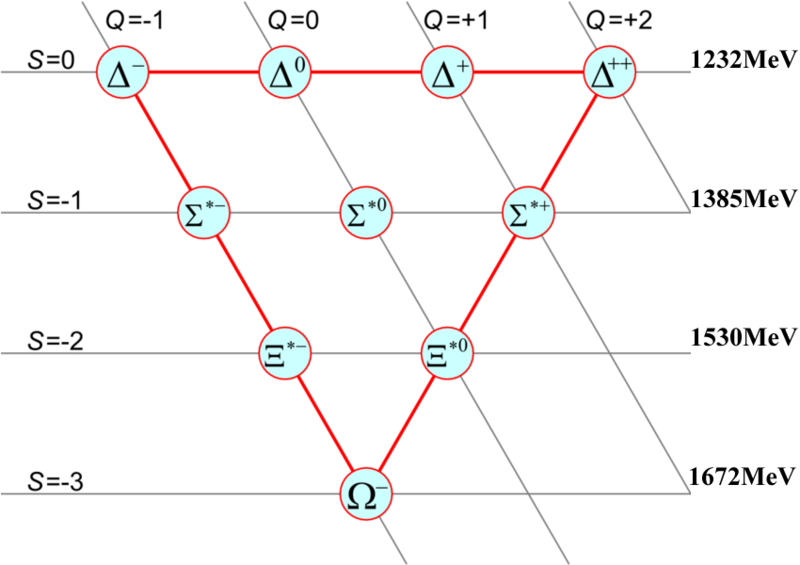 Q=-1 Q=0 Q=+1 Q=+2
S=0 Δ⁻ Δ⁰ Δ⁺ Δ⁺⁺ 1232MeV
S=-1 Σ*⁻ Σ*⁰ Σ*⁺ 1385MeV
S=-2 Ξ*⁻ Ξ*⁰ 1530MeV
S=-3 Ω⁻ 1672MeV